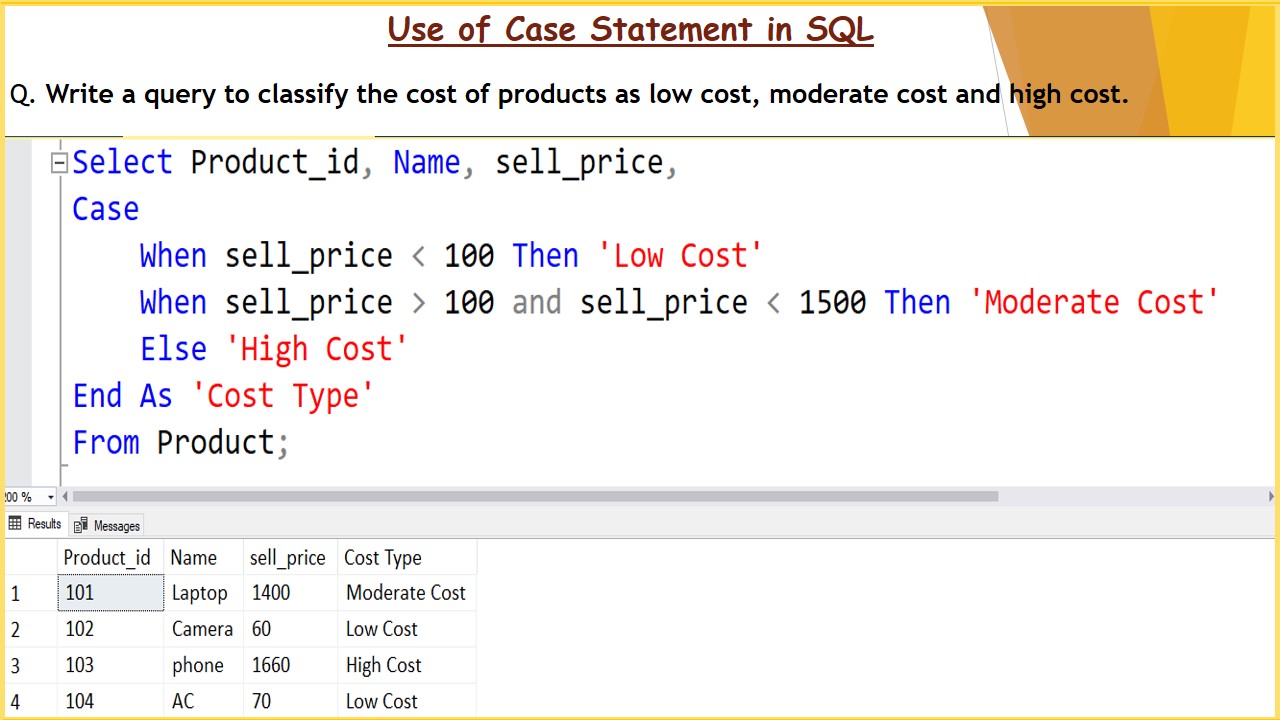 Use of Case Statement in SQL
Q. Write a query to classify the cost of products as low cost, moderate cost and high cost.
Select Product_id, Name, sell_price,
Case
When sell_price < 100 Then 'Low Cost'
When sell_price > 100 and sell_price < 1500 Then 'Moderate Cost'
Else 'High Cost'
End As 'Cost Type'
From Product;
200 %
Results Messages
Product_id Name sell_price Cost Type
1 101 Laptop 1400 Moderate Cost
2 102 Camera 60 Low Cost
3 103 phone 1660 High Cost
4 104 AC 70 Low Cost